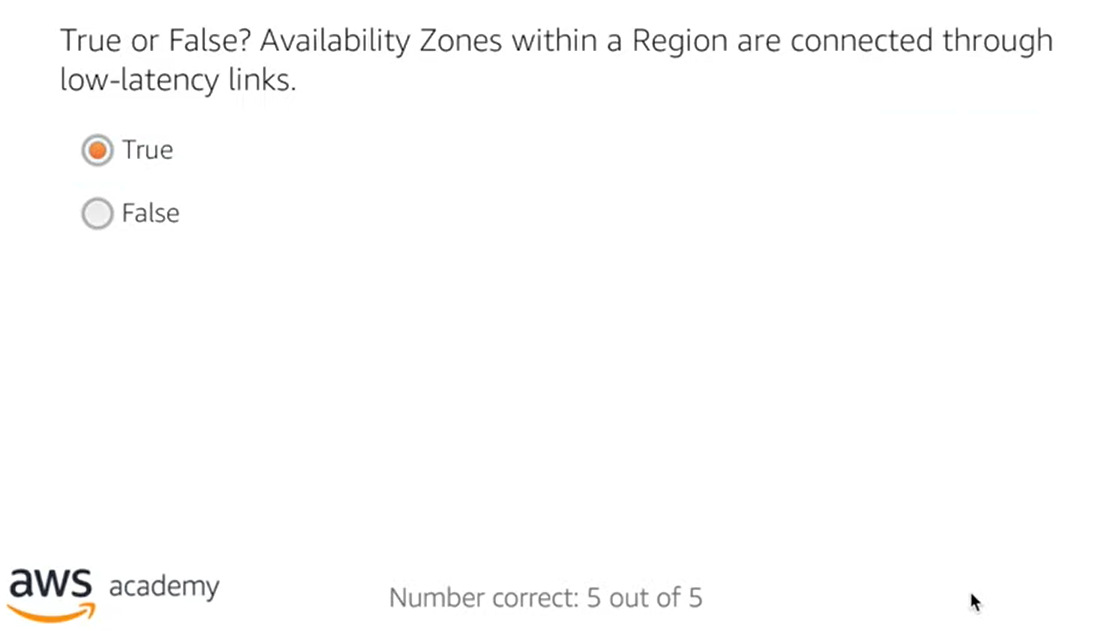 True or False? Availability Zones within a Region are connected through
low-latency links.
True
False
aws academy
Number correct: 5 out of 5